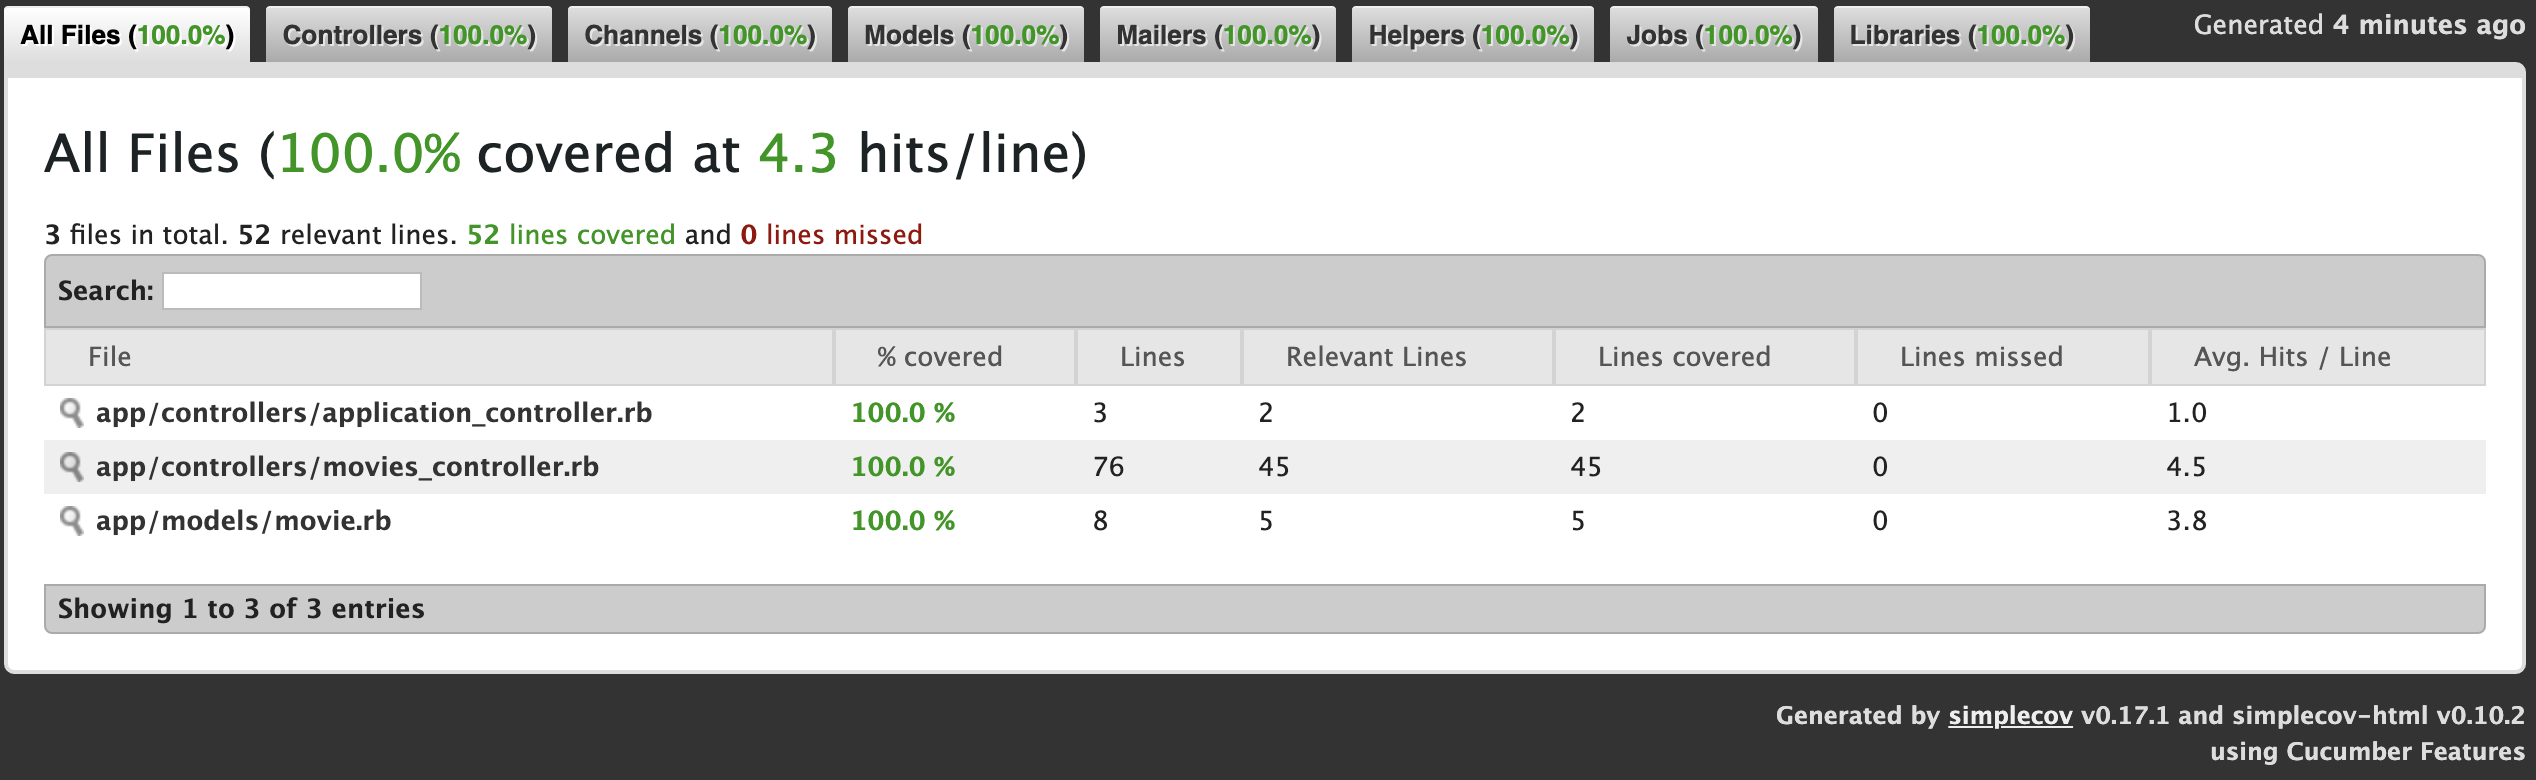 All Files (100.0%) Controllers (100.0%) Channels (100.0%) Models (100.0%) Mailers (100.0%) Helpers (100.0%) Jobs (100.0%) Libraries (100.0%) Generated 4 minutes ago
All Files (100.0% covered at 4.3 hits/line)
3 files in total. 52 relevant lines. 52 lines covered and 0 lines missed
Search:
File % covered Lines Relevant Lines Lines covered Lines missed Avg. Hits / Line
app/controllers/application_controller.rb 100.0 % 3 2 2 0 1.0
app/controllers/movies_controller.rb 100.0 % 76 45 45 0 4.5
app/models/movie.rb 100.0 % 8 5 5 0 3.8
Showing 1 to 3 of 3 entries
Generated by simplecov v0.17.1 and simplecov-html v0.10.2
using Cucumber Features